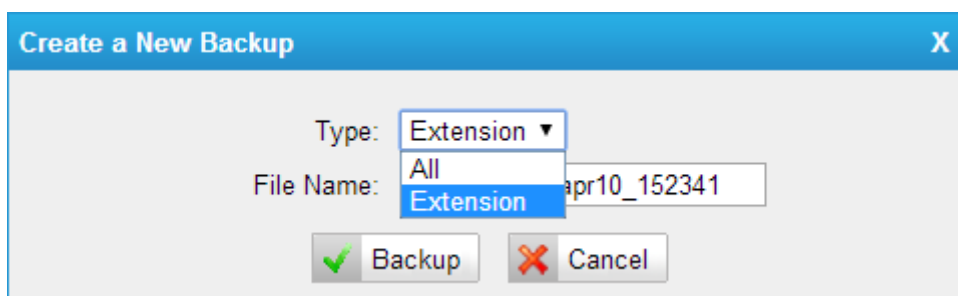 Create a New Backup X
Type: Extension
All
File Name: apr10_152341
Extension
Backup Cancel